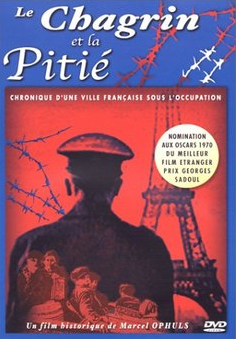 Le Chagrin
et la
Pitié
CHRONIQUE D'UNE VILLE FRANÇAISE SOUS L'OCCUPATION
NOMINATION
AUX OSCARS 1970
DU MEILLEUR
FILM ETRANGER
PRIX GEORGES
SADOUL
Un film historique de Marcel OPHULS
DVD